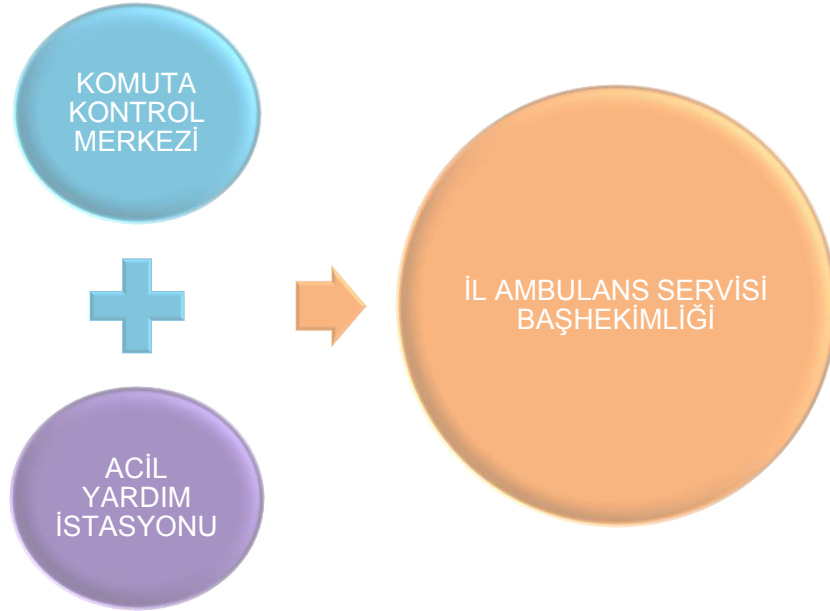 KOMUTA
KONTROL
MERKEZİ
ACİL
YARDIM
İSTASYONU
İL AMBULANS SERVİSİ
BAŞHEKİMLİĞİ